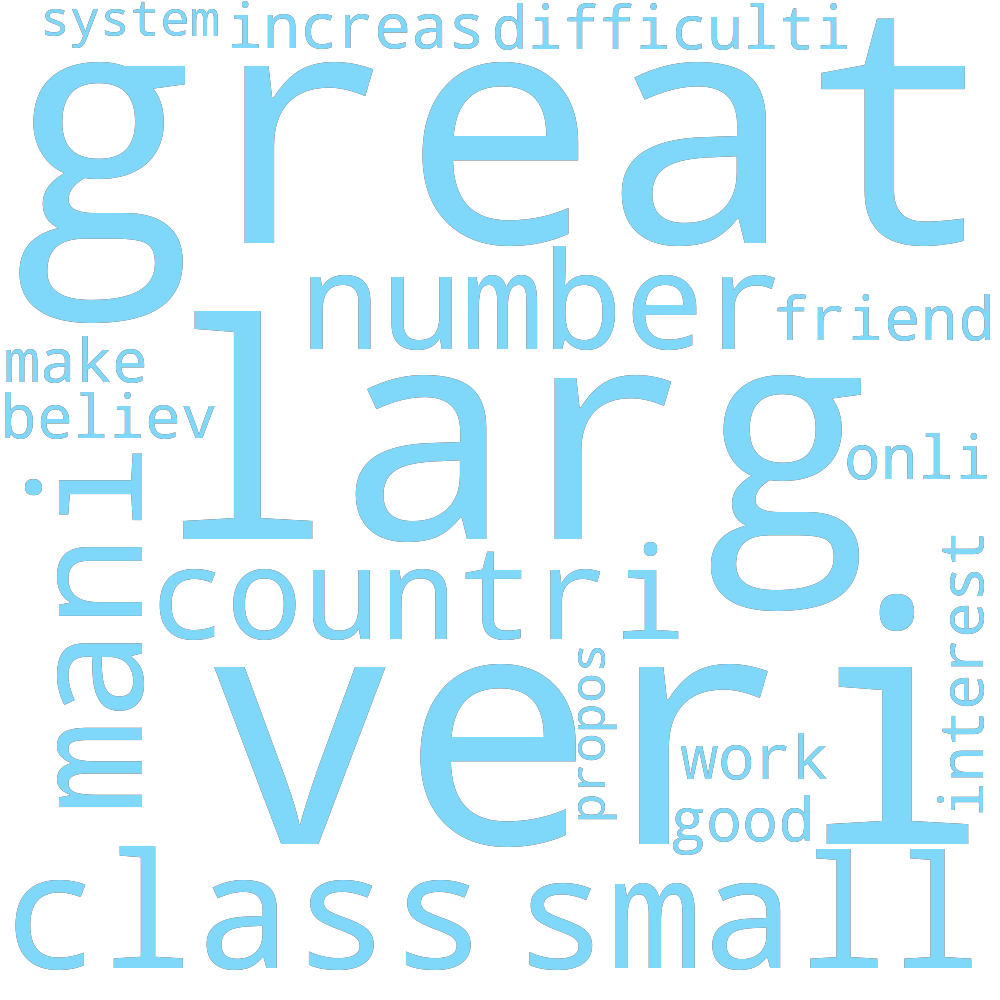 system increas difficulti
great
number friend
make larg
believ onli
mani countri interest
veri propos
work
good
class small